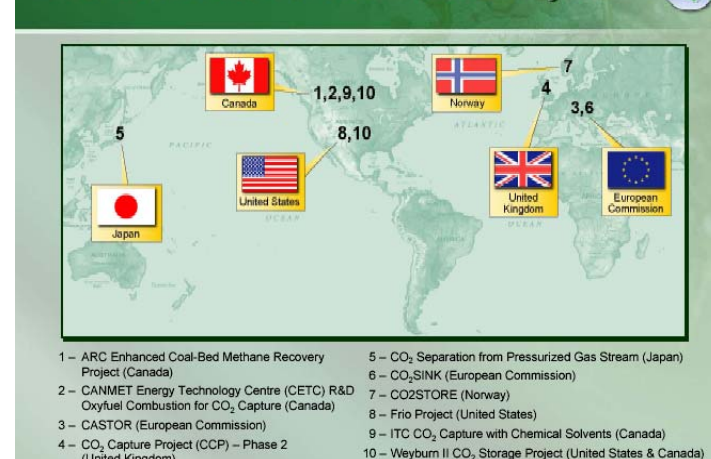 7
4
Canada
1,2,9,10
Norway
3,6
ATLANTIC
5
8,10
PACIFIC
United States
United
Kingdom
European
Commission
OCEAN
OCEAN
Japan
1 – ARC Enhanced Coal-Bed Methane Recovery
Project (Canada)
2 – CANMET Energy Technology Centre (CETC) R&D
Oxyfuel Combustion for CO₂ Capture (Canada)
3 – CASTOR (European Commission)
4 – CO₂ Capture Project (CCP) – Phase 2
(United Kingdom)
5 – CO₂ Separation from Pressurized Gas Stream (Japan)
6 – CO₂SINK (European Commission)
7 – CO2STORE (Norway)
8 – Frio Project (United States)
9 – ITC CO₂ Capture with Chemical Solvents (Canada)
10 – Weyburn II CO₂ Storage Project (United States & Canada)